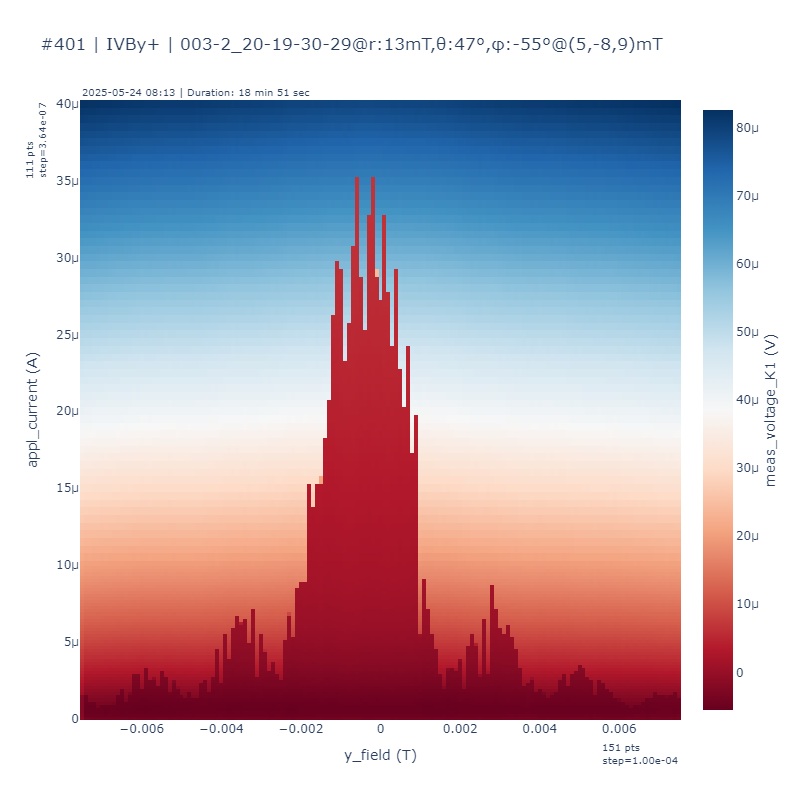 #401 | IVBy+ | 003-2_20-19-30-29@r:13mT,θ:47°,φ:-55°@(5,-8,9)mT
2025-05-24 08:13 | Duration: 18 min 51 sec
111 pts
step=3.64e-07
40μ
35μ
30μ
25μ
20μ
15μ
10μ
5μ
0
appl_current (A)
−0.006
−0.004
−0.002
0
0.002
0.004
0.006
y_field (T)
151 pts
step=1.00e-04
80μ
70μ
60μ
50μ
40μ
30μ
20μ
10μ
0
meas_voltage_K1 (V)